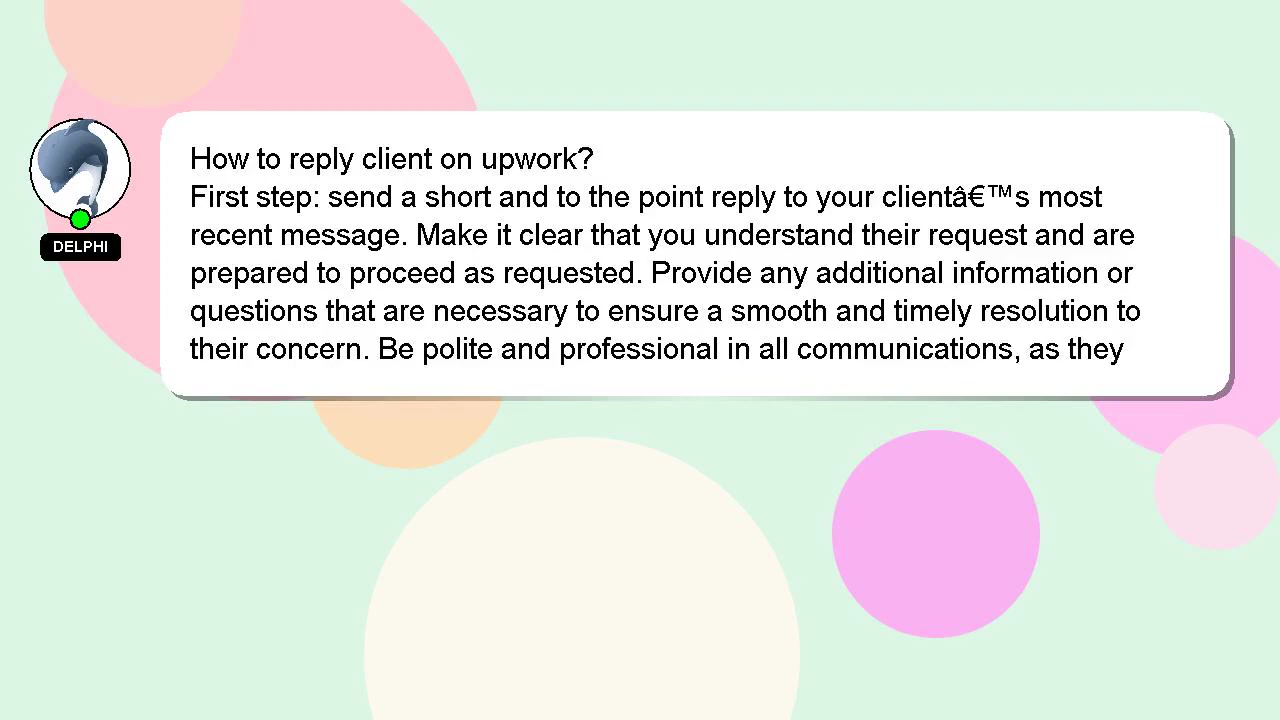 How to reply client on upwork?
First step: send a short and to the point reply to your clientâ€™s most
recent message. Make it clear that you understand their request and are
prepared to proceed as requested. Provide any additional information or
questions that are necessary to ensure a smooth and timely resolution to
their concern. Be polite and professional in all communications, as they
DELPHI